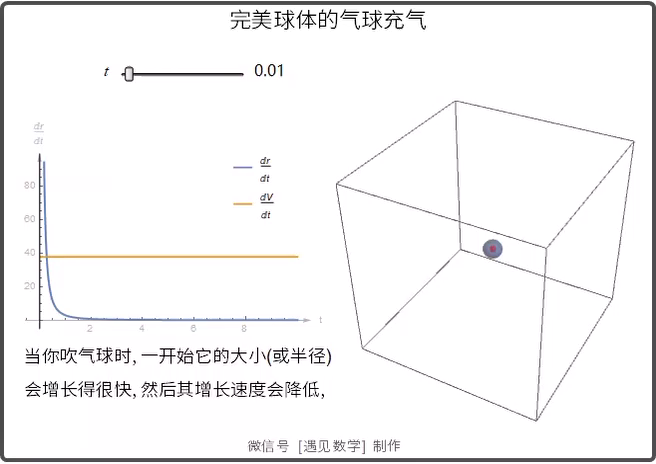 完美球体的气球充气
t 0.01
dr
dt
80
60
40
20
2 4 6 8 t
dr
dt
dV
dt
当你吹气球时, 一开始它的大小(或半径)
会增长得很快, 然后其增长速度会降低,
微信号 [遇见数学] 制作